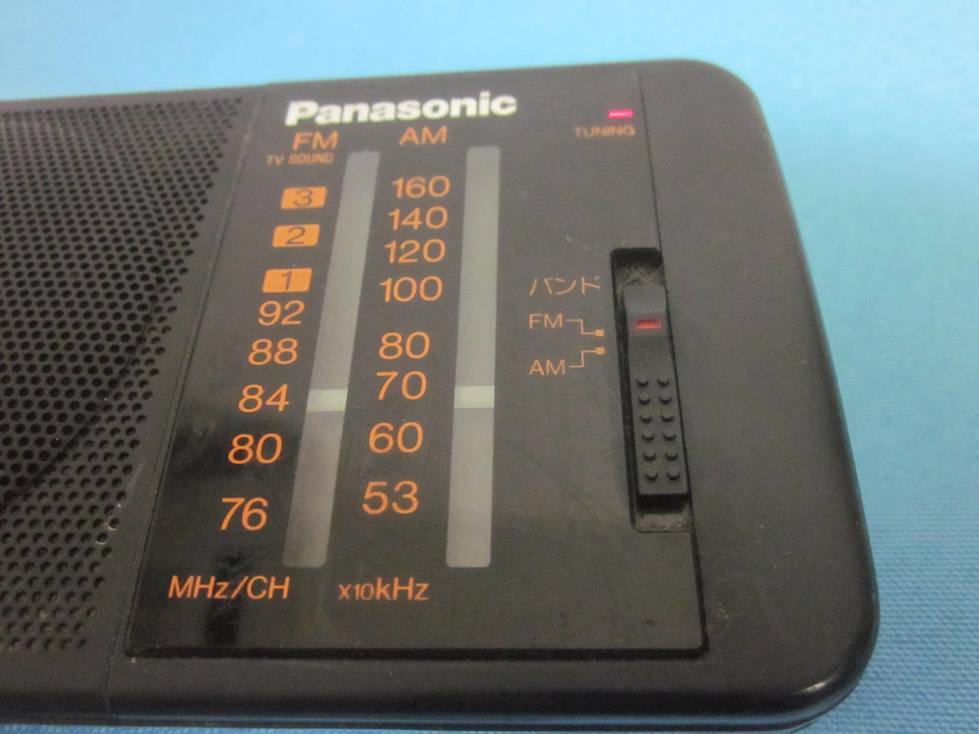 Panasonic
FM AM
TV SOUND
TUNING
3
2
1
92
88
84
80
76
160
140
120
100
80
70
60
53
MHz/CH x10kHz
バンド
FM
AM